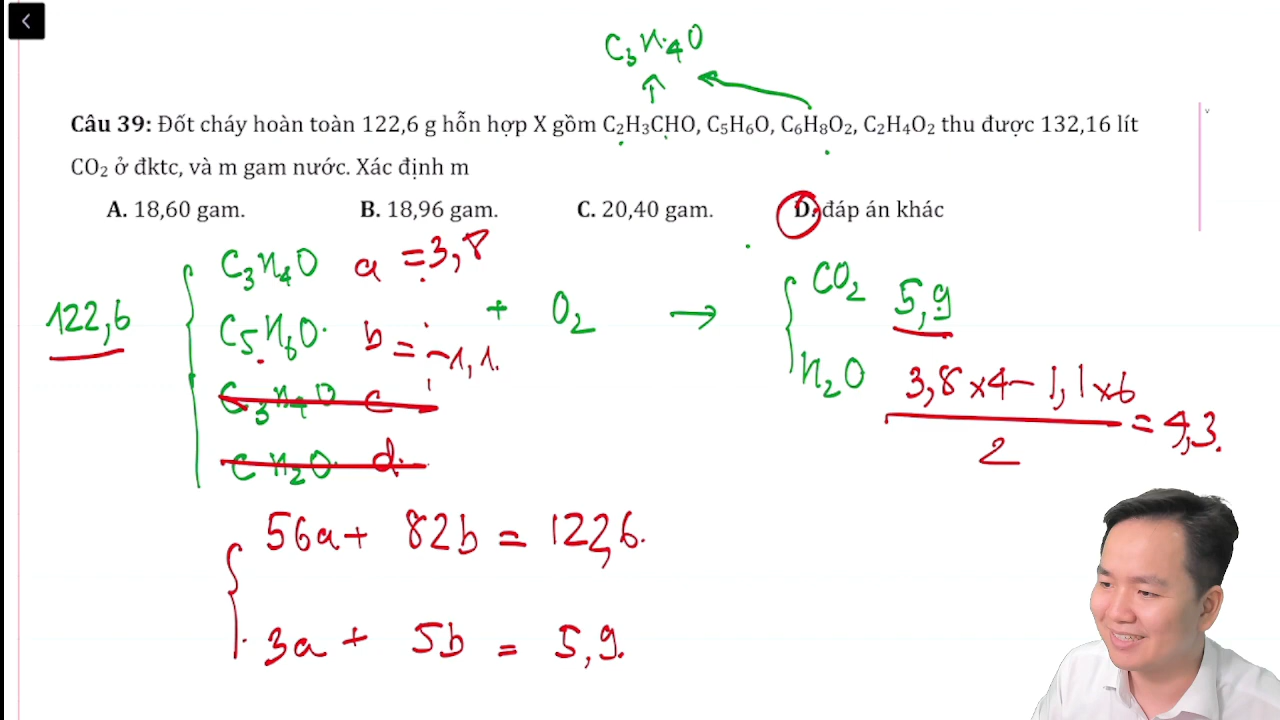 C₃H₄O
Câu 39: Đốt cháy hoàn toàn 122,6 g hỗn hợp X gồm C₂H₃CHO, C₅H₆O, C₆H₈O₂, C₂H₄O₂ thu được 132,16 lít
CO₂ ở đktc, và m gam nước. Xác định m
A. 18,60 gam. B. 18,96 gam. C. 20,40 gam. D. đáp án khác
122,6
C₃H₄O a = 3,8
C₅H₆O b = -1,1.
C₃H₄O c
C H₂O d
+ O₂ →
CO₂ 5,9
H₂O 3,8×4-1,1×6
2
= 4,3.
56a + 82b = 122,6.
3a + 5b = 5,9.